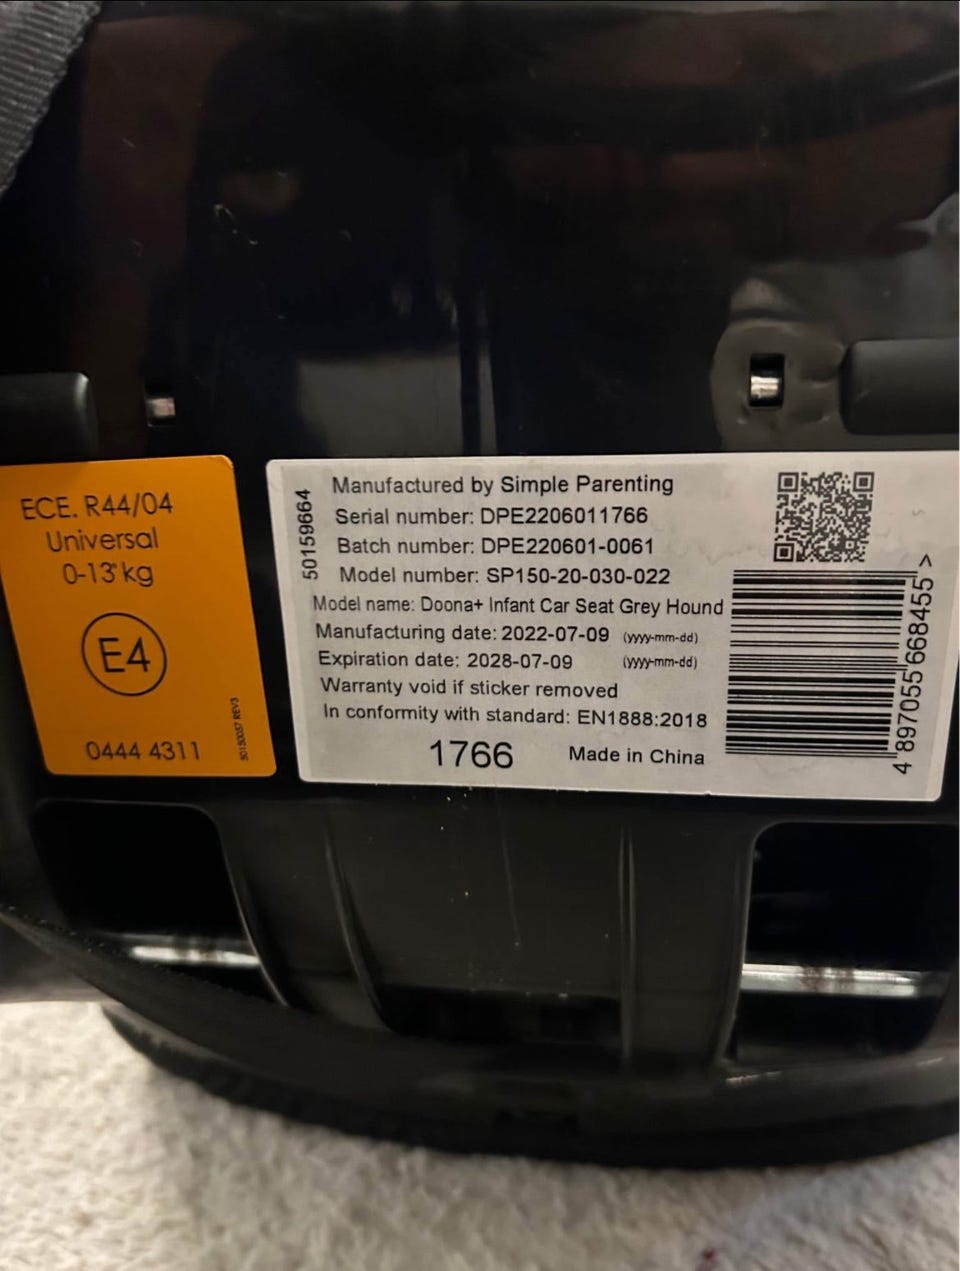 ECE. R44/04
Universal
0-13 kg
E4
0444 4311
50150057 REV3
50159664
Manufactured by Simple Parenting
Serial number: DPE2206011766
Batch number: DPE220601-0061
Model number: SP150-20-030-022
Model name: Doona+ Infant Car Seat Grey Hound
Manufacturing date: 2022-07-09 (yyyy-mm-dd)
Expiration date: 2028-07-09 (yyyy-mm-dd)
Warranty void if sticker removed
In conformity with standard: EN1888:2018
1766 Made in China
4 897055 668455 >